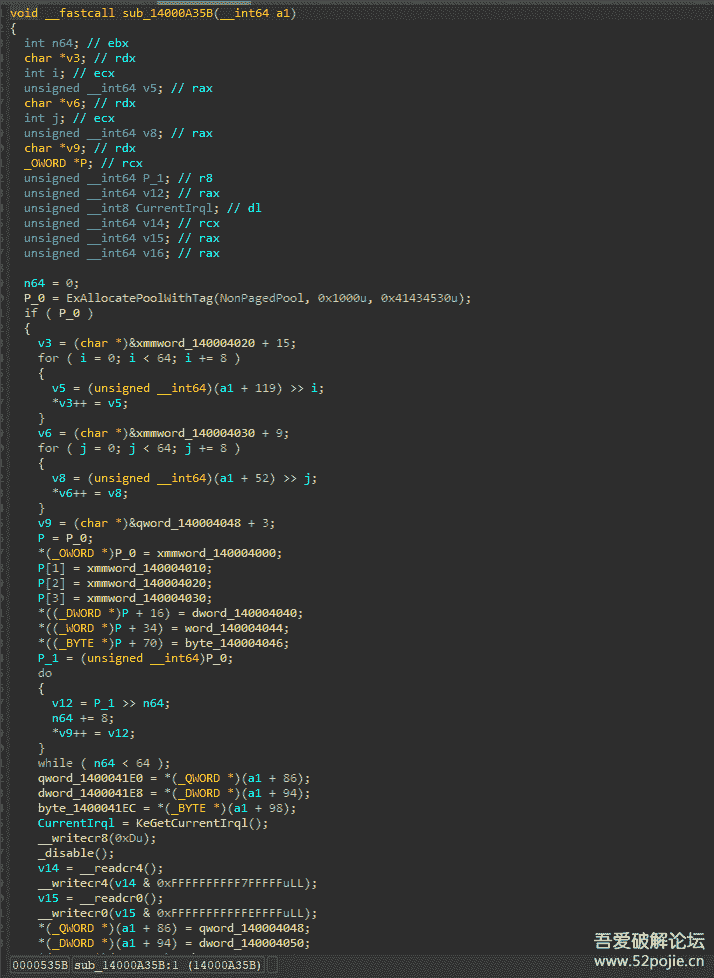 void __fastcall sub_14000A35B(__int64 a1)
{
  int n64; // ebx
  char *v3; // rdx
  int i; // ecx
  unsigned __int64 v5; // rax
  char *v6; // rdx
  int j; // ecx
  unsigned __int64 v8; // rax
  char *v9; // rdx
  _OWORD *P; // rcx
  unsigned __int64 P_1; // r8
  unsigned __int64 v12; // rax
  unsigned __int8 CurrentIrql; // dl
  unsigned __int64 v14; // rcx
  unsigned __int64 v15; // rax
  unsigned __int64 v16; // rax
  n64 = 0;
  P_0 = ExAllocatePoolWithTag(NonPagedPool, 0x1000u, 0x41434530u);
  if ( P_0 )
  {
    v3 = (char *)&xmmword_140004020 + 15;
    for ( i = 0; i < 64; i += 8 )
    {
      v5 = (unsigned __int64)(a1 + 119) >> i;
      *v3++ = v5;
    }
    v6 = (char *)&xmmword_140004030 + 9;
    for ( j = 0; j < 64; j += 8 )
    {
      v8 = (unsigned __int64)(a1 + 52) >> j;
      *v6++ = v8;
    }
    v9 = (char *)&qword_140004048 + 3;
    P = P_0;
    *(_OWORD *)P_0 = xmmword_140004000;
    P[1] = xmmword_140004010;
    P[2] = xmmword_140004020;
    P[3] = xmmword_140004030;
    *((_DWORD *)P + 16) = dword_140004040;
    *((_WORD *)P + 34) = word_140004044;
    *((_BYTE *)P + 70) = byte_140004046;
    P_1 = (unsigned __int64)P_0;
    do
    {
      v12 = P_1 >> n64;
      n64 += 8;
      *v9++ = v12;
    }
    while ( n64 < 64 );
    qword_1400041E0 = *(_QWORD *)(a1 + 86);
    dword_1400041E8 = *(_DWORD *)(a1 + 94);
    byte_1400041EC = *(_BYTE *)(a1 + 98);
    CurrentIrql = KeGetCurrentIrql();
    __writecr8(0xDu);
    _disable();
    v14 = __readcr4();
    __writecr4(v14 & 0xFFFFFFFFFF7FFFFFuLL);
    v15 = __readcr0();
    __writecr0(v15 & 0xFFFFFFFFFFFEFFFFuLL);
    *(_QWORD *)(a1 + 86) = qword_140004048;
    *(_DWORD *)(a1 + 94) = dword_140004050;
0000535B sub_14000A35B:1 (14000A35B)
吾爱破解论坛
www.52pojie.cn